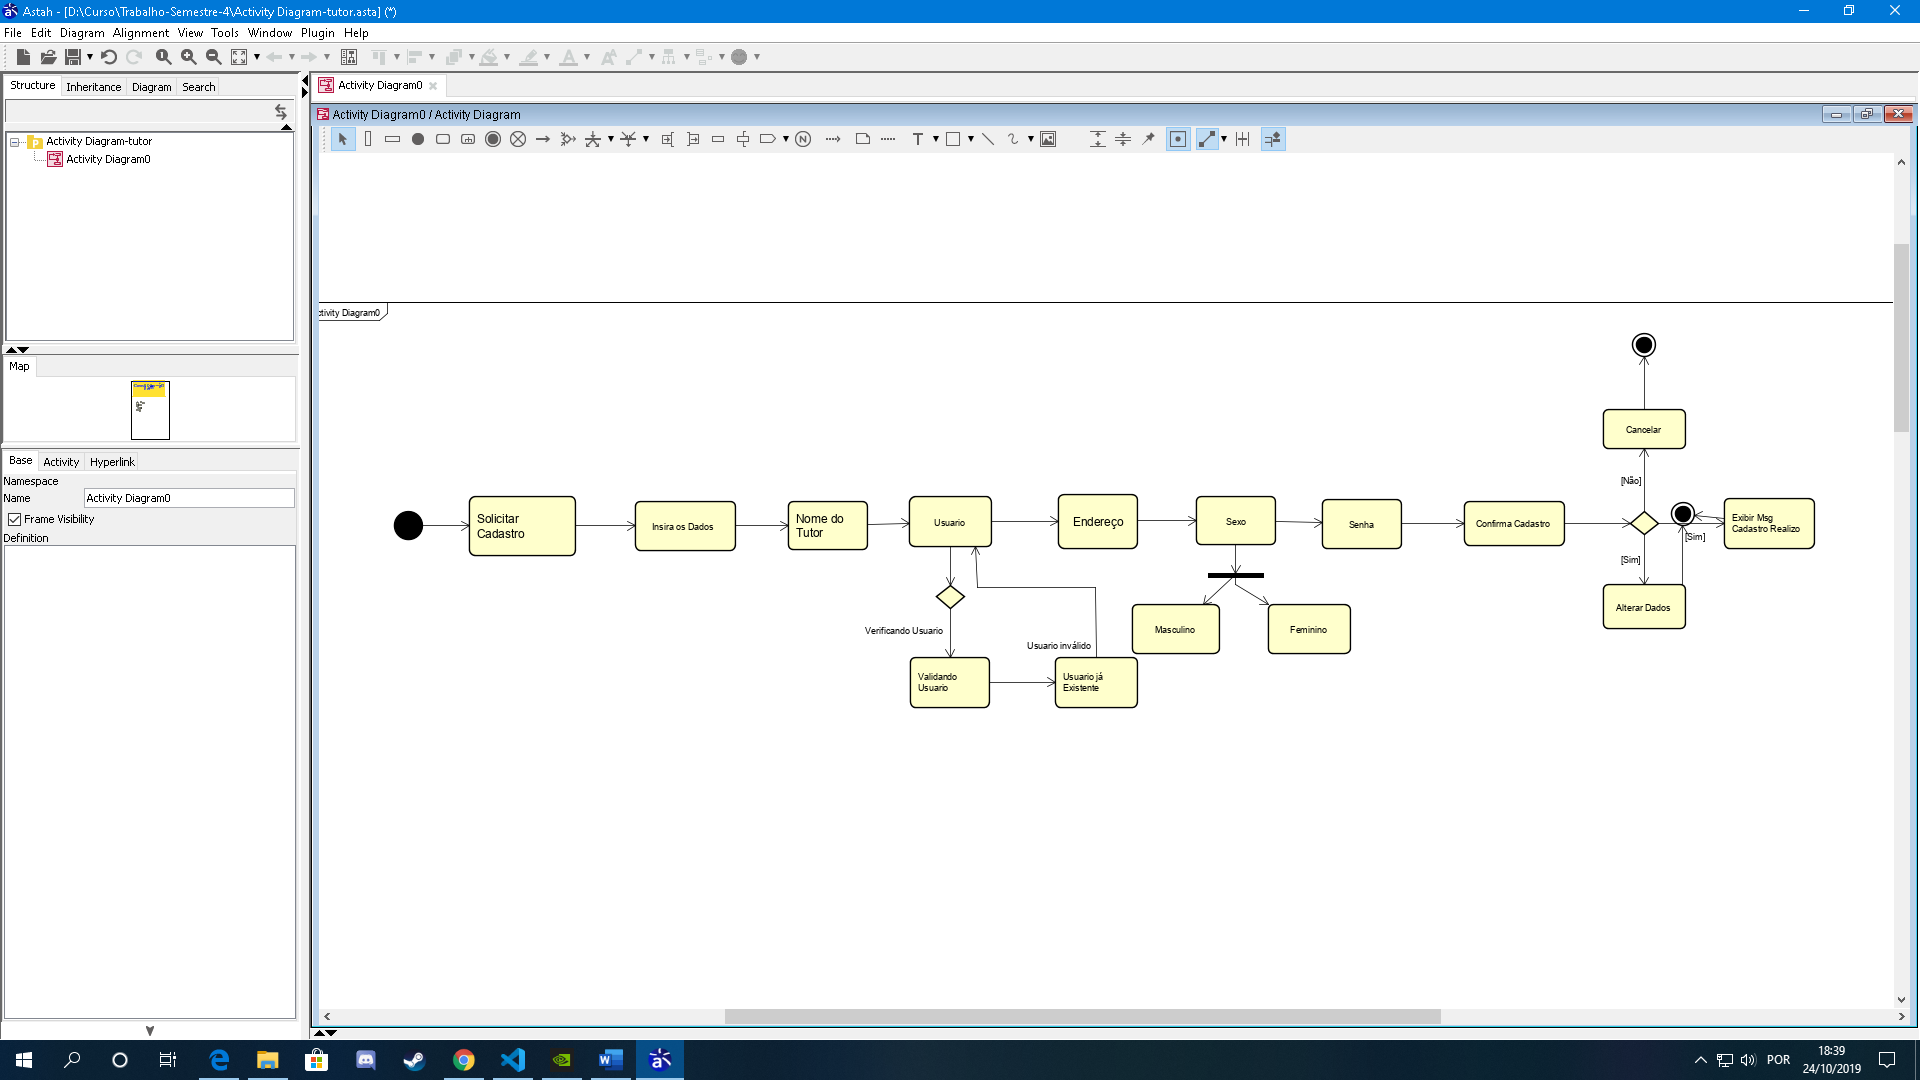 Astah - [D:\Curso\Trabalho-Semestre-4\Activity Diagram-tutor.asta] (*)
File Edit Diagram Alignment View Tools Window Plugin Help
Structure Inheritance Diagram Search
Activity Diagram-tutor
Activity Diagram0
Map
Base Activity Hyperlink
Namespace
Name Activity Diagram0
Frame Visibility
Definition
Activity Diagram0
Activity Diagram0 / Activity Diagram
ctivity Diagram0
Cancelar
[Não]
Solicitar
Cadastro
Insira os Dados
Nome do
Tutor
Usuario
Endereço
Sexo
Senha
Confirma Cadastro
Exibir Msg
Cadastro Realizo
[Sim]
[Sim]
Alterar Dados
Verificando Usuario
Usuario inválido
Masculino
Feminino
Validando
Usuario
Usuario já
Existente
POR
18:39
24/10/2019